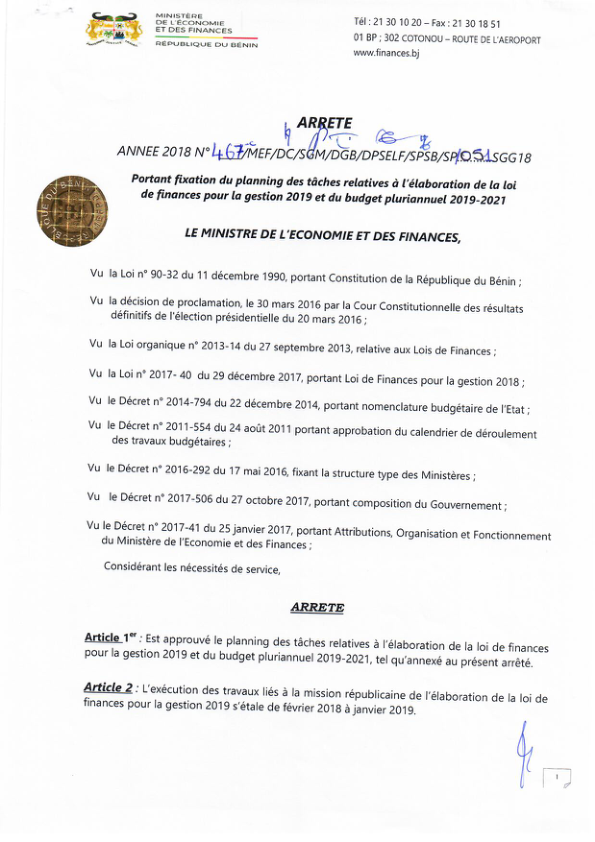 MINISTÈRE
DE L'ÉCONOMIE
ET DES FINANCES
RÉPUBLIQUE DU BÉNIN
Tél : 21 30 10 20 – Fax : 21 30 18 51
01 BP ; 302 COTONOU – ROUTE DE L'AEROPORT
www.finances.bj
ARRETE
ANNEE 2018 N° 467/MEF/DC/SGM/DGB/DPSELF/SPSB/SP/051SGG18
Portant fixation du planning des tâches relatives à l'élaboration de la loi
de finances pour la gestion 2019 et du budget pluriannuel 2019-2021
LE MINISTRE DE L'ECONOMIE ET DES FINANCES,
Vu la Loi n° 90-32 du 11 décembre 1990, portant Constitution de la République du Bénin ;
Vu la décision de proclamation, le 30 mars 2016 par la Cour Constitutionnelle des résultats
définitifs de l'élection présidentielle du 20 mars 2016 ;
Vu la Loi organique n° 2013-14 du 27 septembre 2013, relative aux Lois de Finances ;
Vu la Loi n° 2017- 40 du 29 décembre 2017, portant Loi de Finances pour la gestion 2018 ;
Vu le Décret n° 2014-794 du 22 décembre 2014, portant nomenclature budgétaire de l'Etat ;
Vu le Décret n° 2011-554 du 24 août 2011 portant approbation du calendrier de déroulement
des travaux budgétaires ;
Vu le Décret n° 2016-292 du 17 mai 2016, fixant la structure type des Ministères ;
Vu le Décret n° 2017-506 du 27 octobre 2017, portant composition du Gouvernement ;
Vu le Décret n° 2017-41 du 25 janvier 2017, portant Attributions, Organisation et Fonctionnement
du Ministère de l'Economie et des Finances ;
Considérant les nécessités de service,
ARRETE
Article 1er : Est approuvé le planning des tâches relatives à l'élaboration de la loi de finances
pour la gestion 2019 et du budget pluriannuel 2019-2021, tel qu'annexé au présent arrêté.
Article 2 : L'exécution des travaux liés à la mission républicaine de l'élaboration de la loi de
finances pour la gestion 2019 s'étale de février 2018 à janvier 2019.
1